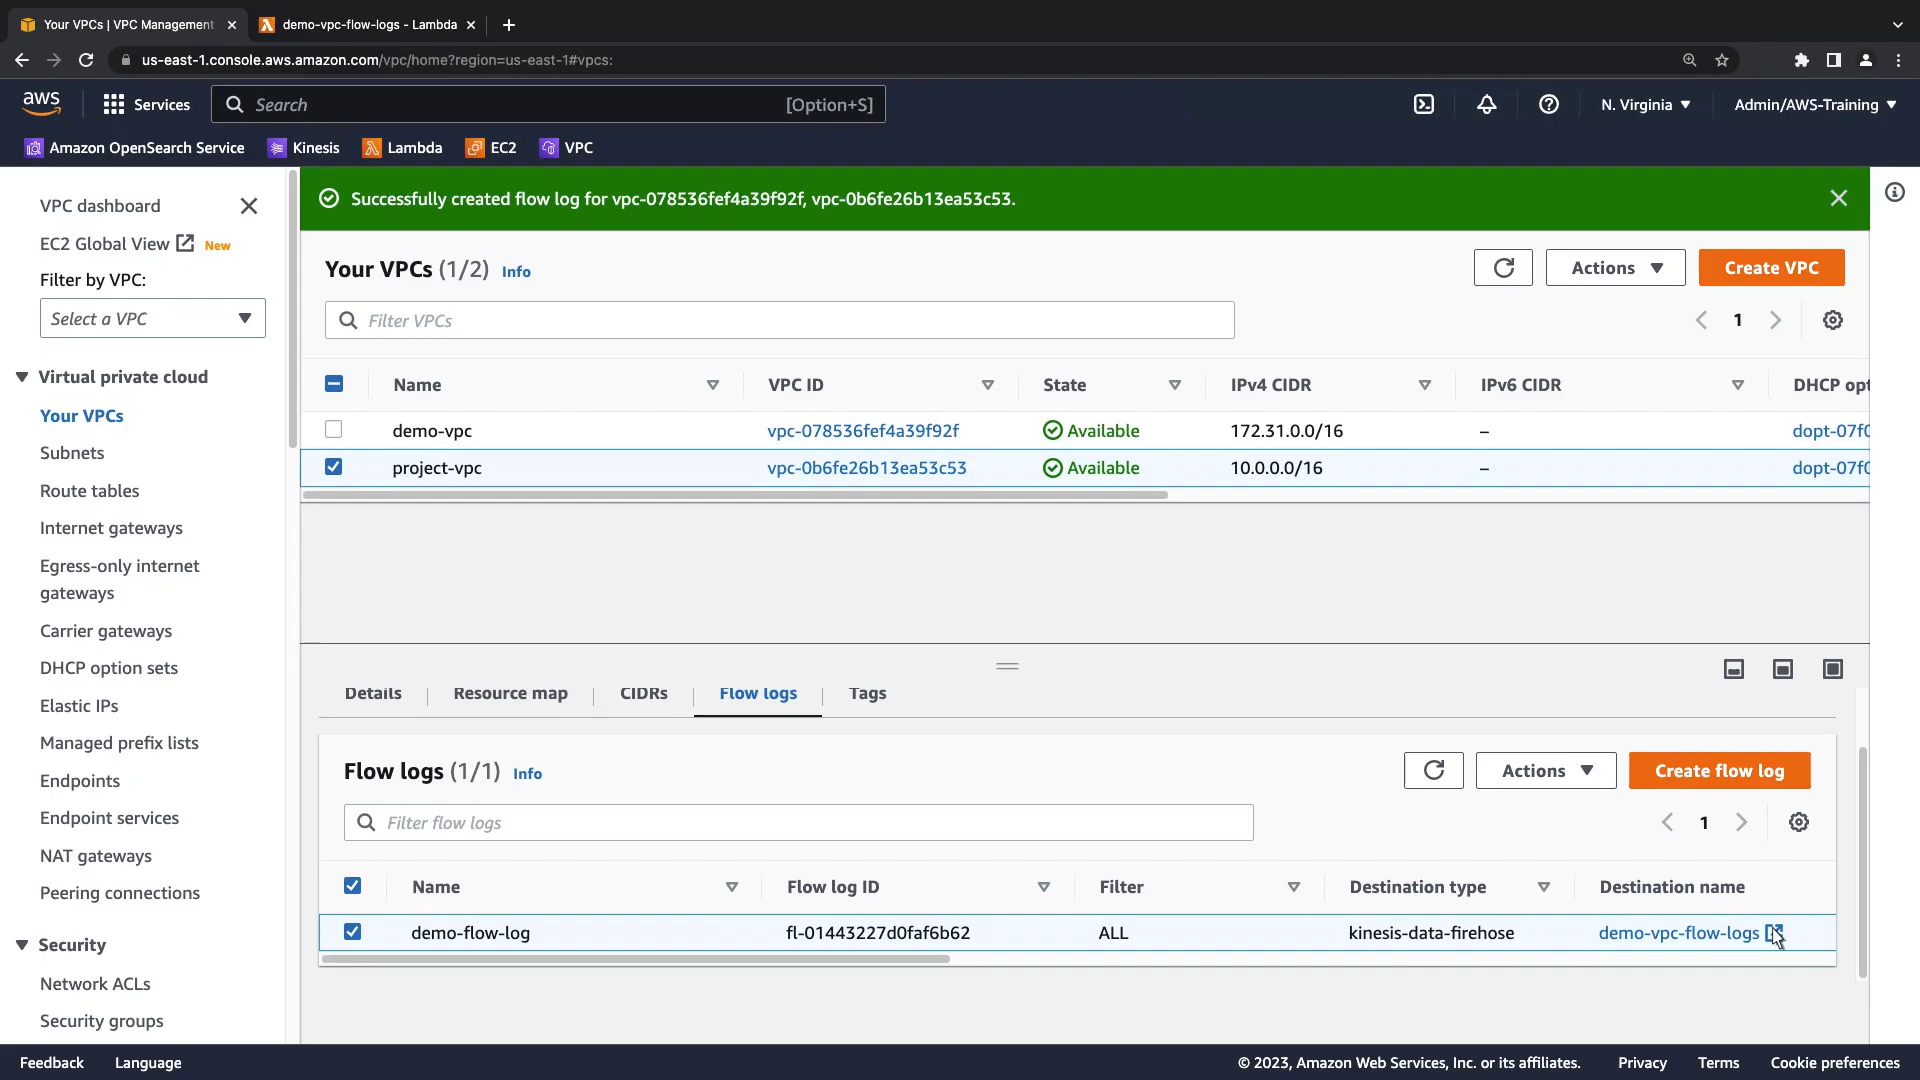 Your VPCs | VPC Management
demo-vpc-flow-logs - Lambda
us-east-1.console.aws.amazon.com/vpc/home?region=us-east-1#vpcs:
aws
Services
Search
[Option+S]
N. Virginia
Admin/AWS-Training
Amazon OpenSearch Service
Kinesis
Lambda
EC2
VPC
VPC dashboard
EC2 Global View
New
Filter by VPC:
Select a VPC
Virtual private cloud
Your VPCs
Subnets
Route tables
Internet gateways
Egress-only internet
gateways
Carrier gateways
DHCP option sets
Elastic IPs
Managed prefix lists
Endpoints
Endpoint services
NAT gateways
Peering connections
Security
Network ACLs
Security groups
Successfully created flow log for vpc-078536fef4a39f92f, vpc-0b6fe26b13ea53c53.
Your VPCs (1/2) Info
Actions
Create VPC
Filter VPCs
1
Name VPC ID State IPv4 CIDR IPv6 CIDR DHCP opt
demo-vpc vpc-078536fef4a39f92f Available 172.31.0.0/16 – dopt-07f0
project-vpc vpc-0b6fe26b13ea53c53 Available 10.0.0.0/16 – dopt-07f0
Details Resource map CIDRs Flow logs Tags
Flow logs (1/1) Info
Actions
Create flow log
Filter flow logs
1
Name Flow log ID Filter Destination type Destination name
demo-flow-log fl-01443227d0faf6b62 ALL kinesis-data-firehose demo-vpc-flow-logs
Feedback Language © 2023, Amazon Web Services, Inc. or its affiliates. Privacy Terms Cookie preferences